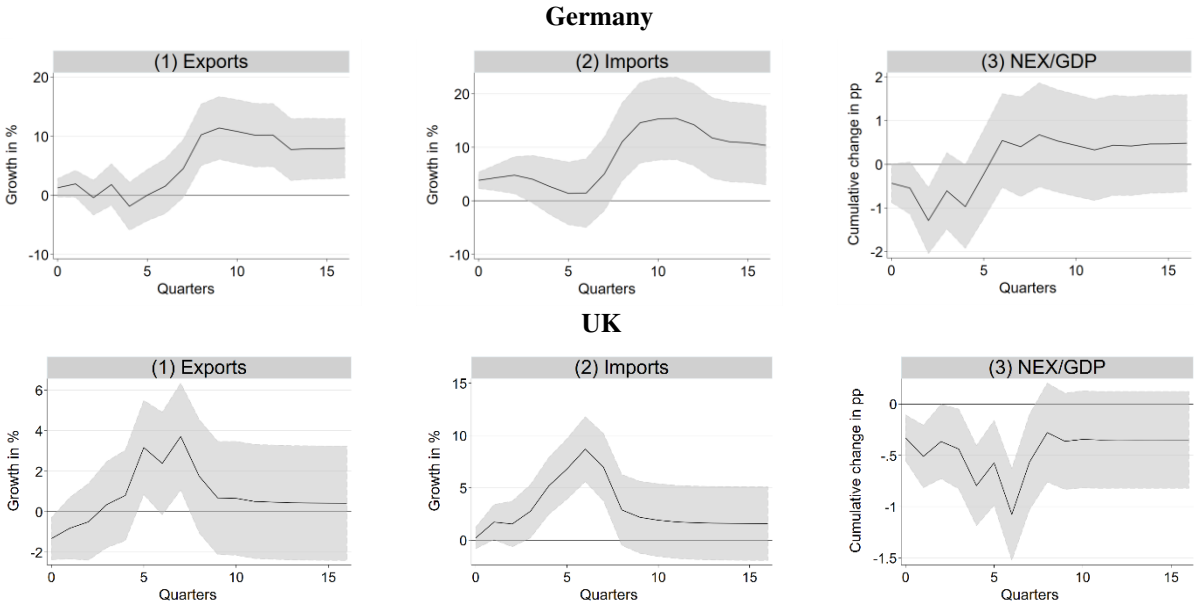 Germany
(1) Exports
Growth in %
20
10
0
-10
0 5 10 15
Quarters
(2) Imports
Growth in %
20
10
0
-10
0 5 10 15
Quarters
(3) NEX/GDP
Cumulative change in pp
2
1
0
-1
-2
0 5 10 15
Quarters
UK
(1) Exports
Growth in %
6
4
2
0
-2
0 5 10 15
Quarters
(2) Imports
Growth in %
15
10
5
0
0 5 10 15
Quarters
(3) NEX/GDP
Cumulative change in pp
0
-.5
-1
-1.5
0 5 10 15
Quarters